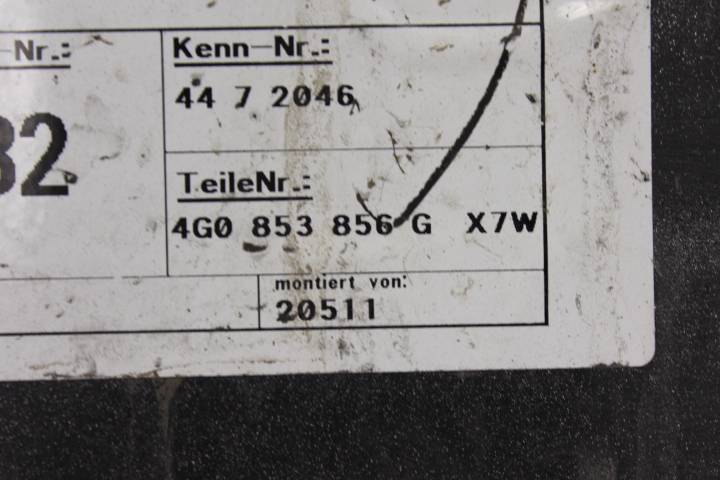 -Nr.:
32
Kenn-Nr.:
44 7 2046
TeileNr.:
4G0 853 856 G X7W
montiert von:
20511